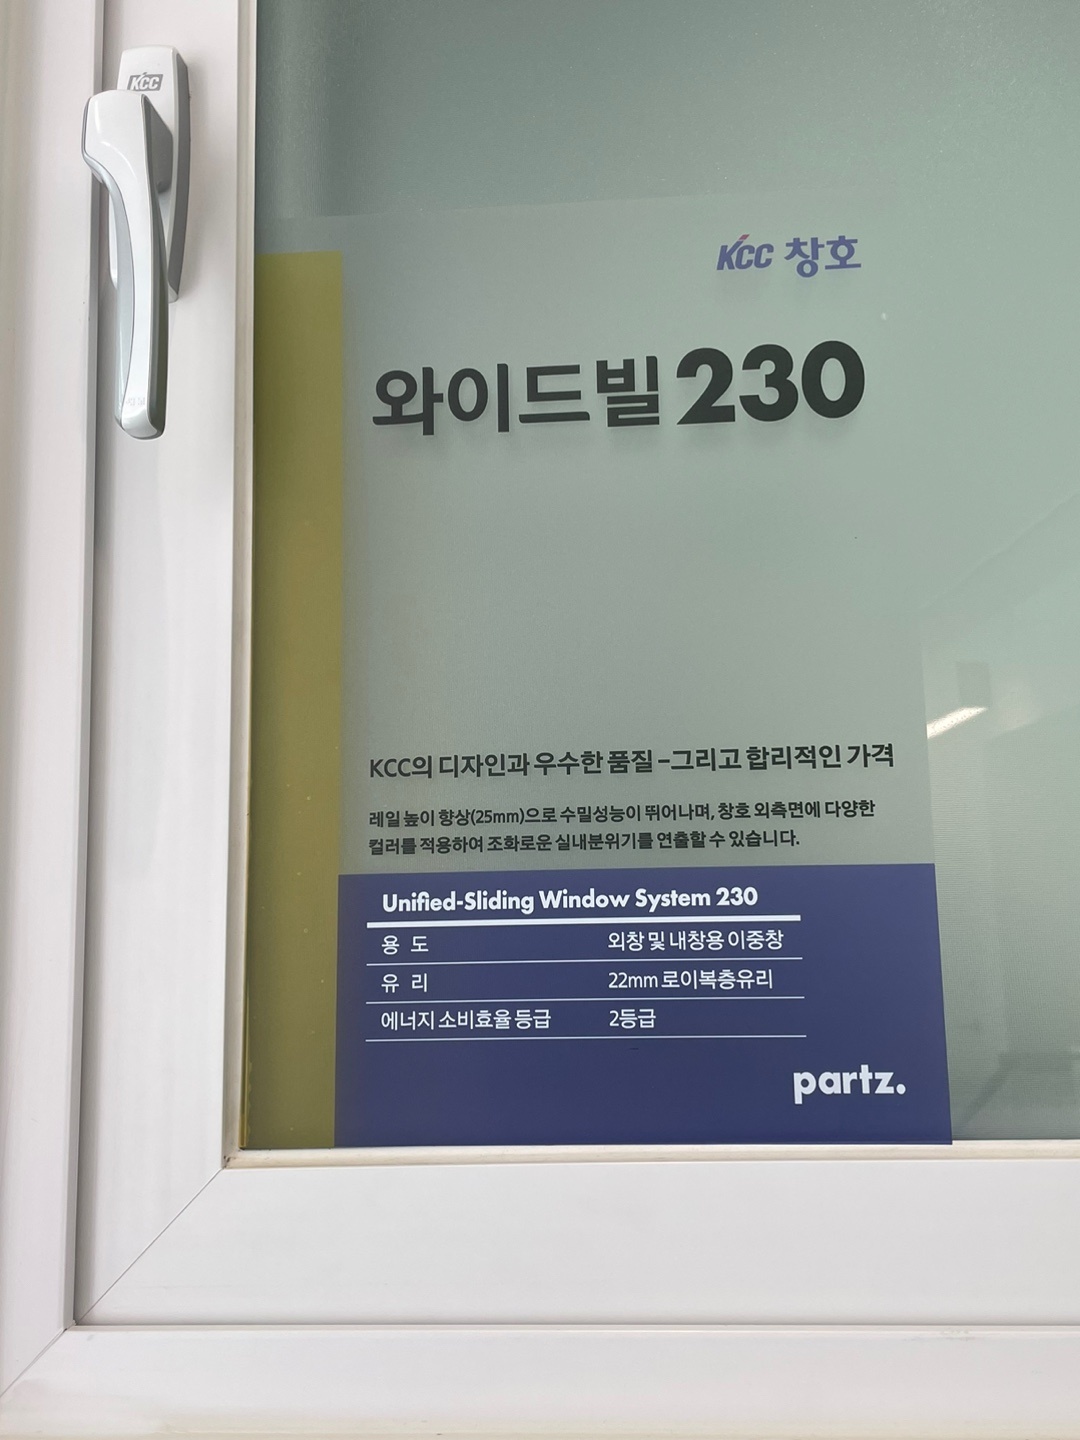 KCC
KCC 창호
와이드빌 230
KCC의 디자인과 우수한 품질-그리고 합리적인 가격
레일 높이 향상(25mm)으로 수밀성능이 뛰어나며, 창호 외측면에 다양한
컬러를 적용하여 조화로운 실내분위기를 연출할 수 있습니다.
Unified-Sliding Window System 230
용 도 외창 및 내창용 이중창
유 리 22mm 로이복층유리
에너지 소비효율 등급 2등급
partz.